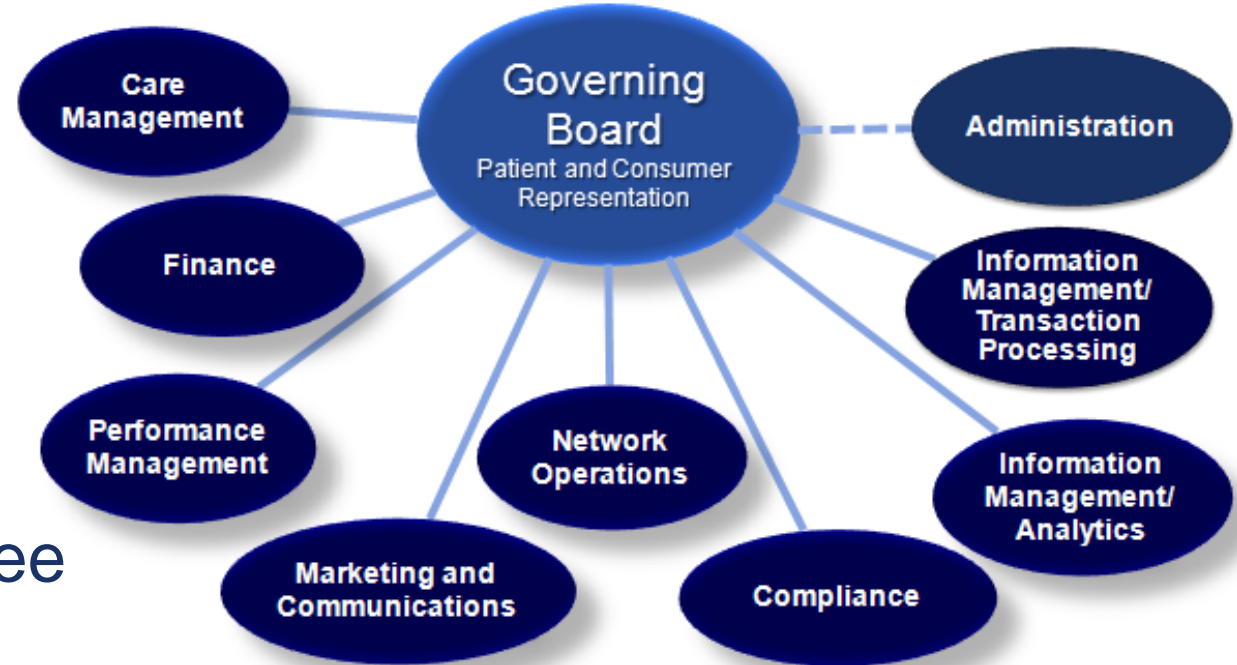 Governing
Board
Patient and Consumer
Representation
Care
Management
Administration
Finance
Information
Management/
Transaction
Processing
Performance
Management
Network
Operations
Information
Management/
Analytics
ee
Marketing and
Communications
Compliance